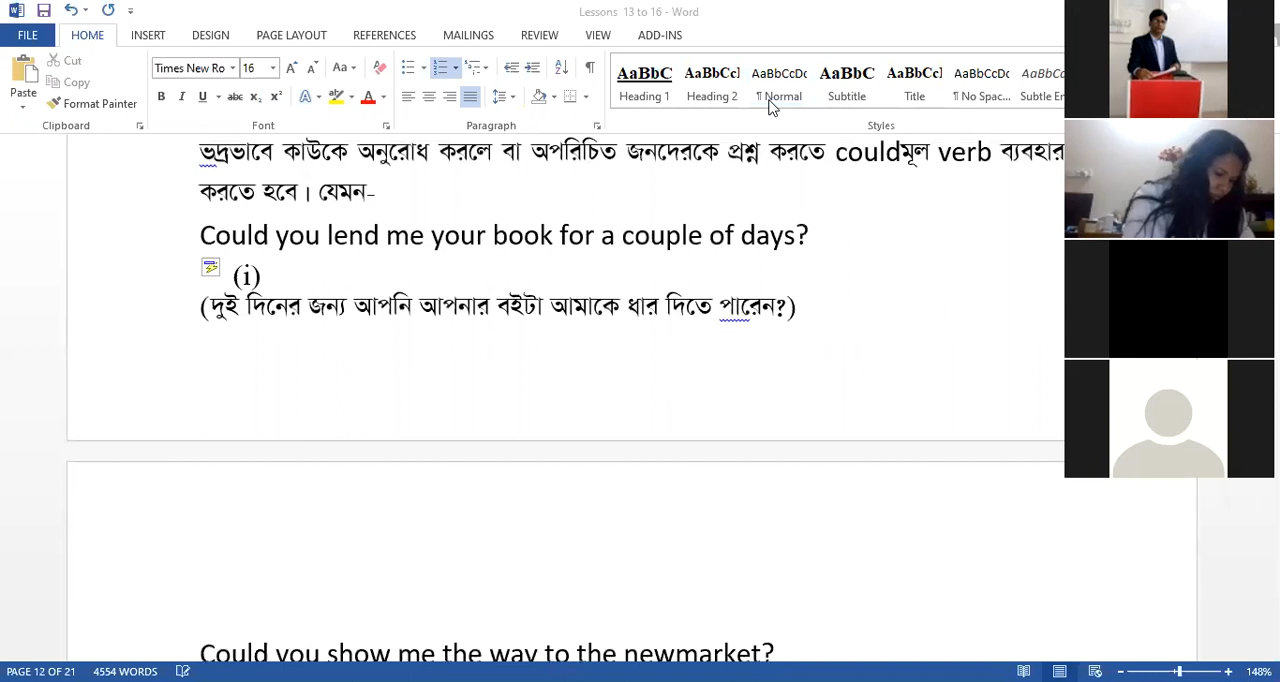 Lessons 13 to 16 - Word
FILE HOME INSERT DESIGN PAGE LAYOUT REFERENCES MAILINGS REVIEW VIEW ADD-INS
Cut
Copy
Format Painter
Paste
Clipboard
Times New Ro 16
Font
Paragraph
AaBbC AaBbCcI AaBbCcDc AaBbC AaBbCcI AaBbCcDc AaBbCc
Heading 1 Heading 2 ¶ Normal Subtitle Title ¶ No Spac... Subtle Em
Styles
ভদ্রভাবে কাউকে অনুরোধ করলে বা অপরিচিত জনদেরকে প্রশ্ন করতে couldমূল verb ব্যবহার
করতে হবে। যেমন-
Could you lend me your book for a couple of days?
(i)
(দুই দিনের জন্য আপনি আপনার বইটা আমাকে ধার দিতে পারেন?)
Could you show me the way to the newmarket?
PAGE 12 OF 21 4554 WORDS 148%